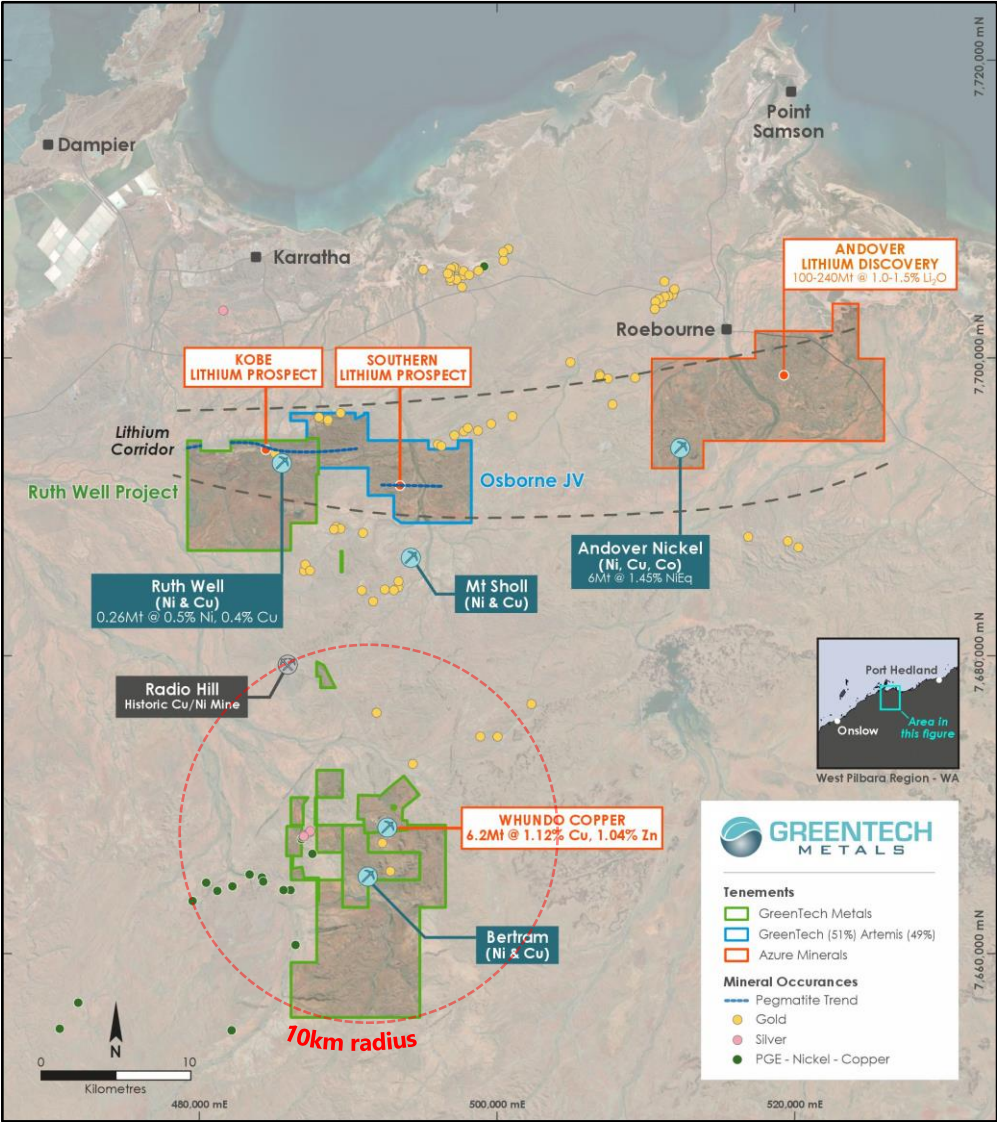 7,720,000 mN
Point
Samson
Dampier
Karratha
ANDOVER
LITHIUM DISCOVERY
100-240Mt @ 1.0-1.5% Li₂O
Roebourne
KOBE
LITHIUM PROSPECT
SOUTHERN
LITHIUM PROSPECT
7,700,000 mN
Lithium
Corridor
Ruth Well Project
Osborne JV
Ruth Well
(Ni & Cu)
0.26Mt @ 0.5% Ni, 0.4% Cu
Mt Sholl
(Ni & Cu)
Andover Nickel
(Ni, Cu, Co)
6Mt @ 1.45% NiEq
7,680,000 mN
Radio Hill
Historic Cu/Ni Mine
Port Hedland
Onslow
Area in
this figure
West Pilbara Region - WA
WHUNDO COPPER
6.2Mt @ 1.12% Cu, 1.04% Zn
Bertram
(Ni & Cu)
GREENTECH
METALS
Tenements
GreenTech Metals
GreenTech (51%) Artemis (49%)
Azure Minerals
Mineral Occurances
Pegmatite Trend
Gold
Silver
PGE - Nickel - Copper
7,660,000 mN
10km radius
N
0 10
Kilometres
480,000 mE
500,000 mE
520,000 mE